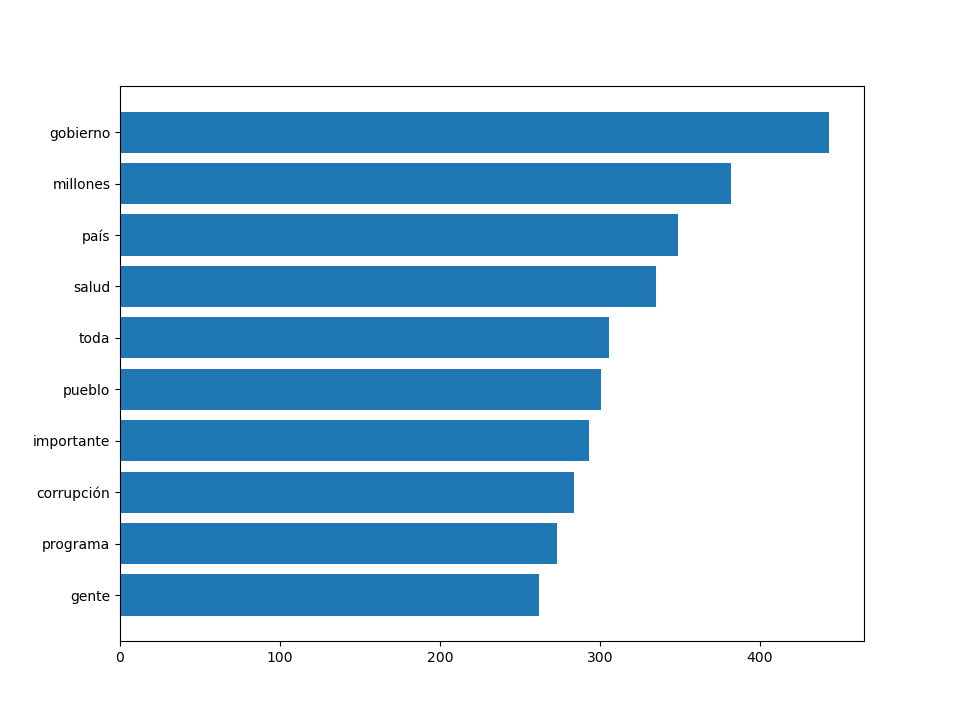 gobierno
millones
país
salud
toda
pueblo
importante
corrupción
programa
gente
0 100 200 300 400